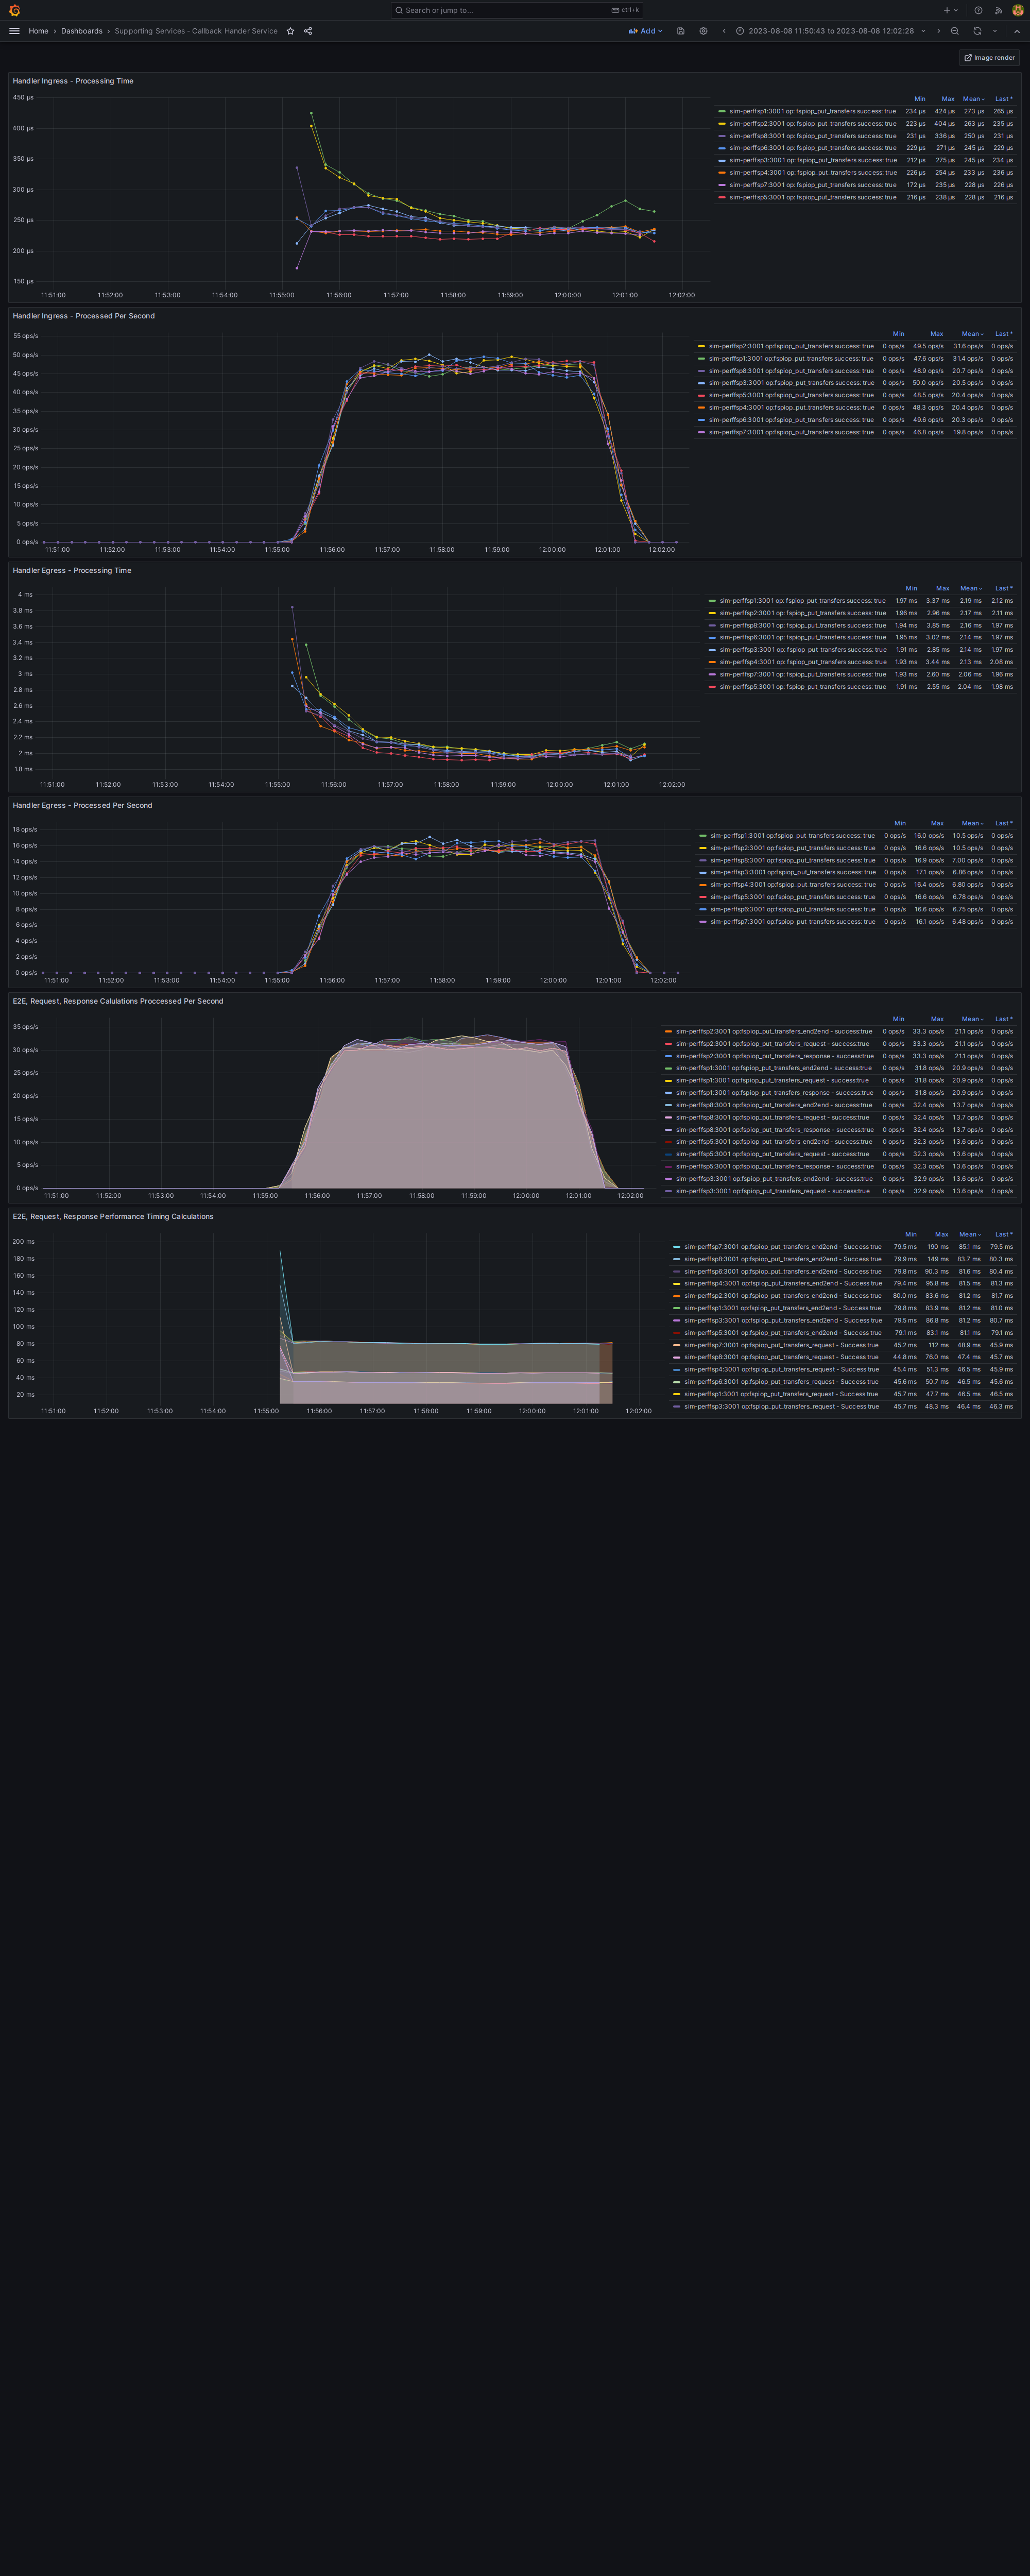 Search or jump to...
ctrl+k
Home › Dashboards › Supporting Services - Callback Hander Service
Add
2023-08-08 11:50:43 to 2023-08-08 12:02:28
Image render
Handler Ingress - Processing Time
450 µs
400 µs
350 µs
300 µs
250 µs
200 µs
150 µs
11:51:00 11:52:00 11:53:00 11:54:00 11:55:00 11:56:00 11:57:00 11:58:00 11:59:00 12:00:00 12:01:00 12:02:00
Min Max Mean Last *
sim-perffsp1:3001 op: fspiop_put_transfers success: true 234 µs 424 µs 273 µs 265 µs
sim-perffsp2:3001 op: fspiop_put_transfers success: true 223 µs 404 µs 263 µs 235 µs
sim-perffsp8:3001 op: fspiop_put_transfers success: true 231 µs 336 µs 250 µs 231 µs
sim-perffsp6:3001 op: fspiop_put_transfers success: true 229 µs 271 µs 245 µs 229 µs
sim-perffsp3:3001 op: fspiop_put_transfers success: true 212 µs 275 µs 245 µs 234 µs
sim-perffsp4:3001 op: fspiop_put_transfers success: true 226 µs 254 µs 233 µs 236 µs
sim-perffsp7:3001 op: fspiop_put_transfers success: true 172 µs 235 µs 228 µs 226 µs
sim-perffsp5:3001 op: fspiop_put_transfers success: true 216 µs 238 µs 228 µs 216 µs
Handler Ingress - Processed Per Second
55 ops/s
50 ops/s
45 ops/s
40 ops/s
35 ops/s
30 ops/s
25 ops/s
20 ops/s
15 ops/s
10 ops/s
5 ops/s
0 ops/s
11:51:00 11:52:00 11:53:00 11:54:00 11:55:00 11:56:00 11:57:00 11:58:00 11:59:00 12:00:00 12:01:00 12:02:00
Min Max Mean Last *
sim-perffsp2:3001 op:fspiop_put_transfers success: true 0 ops/s 49.5 ops/s 31.6 ops/s 0 ops/s
sim-perffsp1:3001 op:fspiop_put_transfers success: true 0 ops/s 47.6 ops/s 31.4 ops/s 0 ops/s
sim-perffsp8:3001 op:fspiop_put_transfers success: true 0 ops/s 48.9 ops/s 20.7 ops/s 0 ops/s
sim-perffsp3:3001 op:fspiop_put_transfers success: true 0 ops/s 50.0 ops/s 20.5 ops/s 0 ops/s
sim-perffsp5:3001 op:fspiop_put_transfers success: true 0 ops/s 48.5 ops/s 20.4 ops/s 0 ops/s
sim-perffsp4:3001 op:fspiop_put_transfers success: true 0 ops/s 48.3 ops/s 20.4 ops/s 0 ops/s
sim-perffsp6:3001 op:fspiop_put_transfers success: true 0 ops/s 49.6 ops/s 20.3 ops/s 0 ops/s
sim-perffsp7:3001 op:fspiop_put_transfers success: true 0 ops/s 46.8 ops/s 19.8 ops/s 0 ops/s
Handler Egress - Processing Time
4 ms
3.8 ms
3.6 ms
3.4 ms
3.2 ms
3 ms
2.8 ms
2.6 ms
2.4 ms
2.2 ms
2 ms
1.8 ms
11:51:00 11:52:00 11:53:00 11:54:00 11:55:00 11:56:00 11:57:00 11:58:00 11:59:00 12:00:00 12:01:00 12:02:00
Min Max Mean Last *
sim-perffsp1:3001 op: fspiop_put_transfers success: true 1.97 ms 3.37 ms 2.19 ms 2.12 ms
sim-perffsp2:3001 op: fspiop_put_transfers success: true 1.96 ms 2.96 ms 2.17 ms 2.11 ms
sim-perffsp8:3001 op: fspiop_put_transfers success: true 1.94 ms 3.85 ms 2.16 ms 1.97 ms
sim-perffsp6:3001 op: fspiop_put_transfers success: true 1.95 ms 3.02 ms 2.14 ms 1.97 ms
sim-perffsp3:3001 op: fspiop_put_transfers success: true 1.91 ms 2.85 ms 2.14 ms 1.97 ms
sim-perffsp4:3001 op: fspiop_put_transfers success: true 1.93 ms 3.44 ms 2.13 ms 2.08 ms
sim-perffsp7:3001 op: fspiop_put_transfers success: true 1.93 ms 2.60 ms 2.06 ms 1.96 ms
sim-perffsp5:3001 op: fspiop_put_transfers success: true 1.91 ms 2.55 ms 2.04 ms 1.98 ms
Handler Egress - Processed Per Second
18 ops/s
16 ops/s
14 ops/s
12 ops/s
10 ops/s
8 ops/s
6 ops/s
4 ops/s
2 ops/s
0 ops/s
11:51:00 11:52:00 11:53:00 11:54:00 11:55:00 11:56:00 11:57:00 11:58:00 11:59:00 12:00:00 12:01:00 12:02:00
Min Max Mean Last *
sim-perffsp1:3001 op:fspiop_put_transfers success: true 0 ops/s 16.0 ops/s 10.5 ops/s 0 ops/s
sim-perffsp2:3001 op:fspiop_put_transfers success: true 0 ops/s 16.6 ops/s 10.5 ops/s 0 ops/s
sim-perffsp8:3001 op:fspiop_put_transfers success: true 0 ops/s 16.9 ops/s 7.00 ops/s 0 ops/s
sim-perffsp3:3001 op:fspiop_put_transfers success: true 0 ops/s 17.1 ops/s 6.86 ops/s 0 ops/s
sim-perffsp4:3001 op:fspiop_put_transfers success: true 0 ops/s 16.4 ops/s 6.80 ops/s 0 ops/s
sim-perffsp5:3001 op:fspiop_put_transfers success: true 0 ops/s 16.6 ops/s 6.78 ops/s 0 ops/s
sim-perffsp6:3001 op:fspiop_put_transfers success: true 0 ops/s 16.6 ops/s 6.75 ops/s 0 ops/s
sim-perffsp7:3001 op:fspiop_put_transfers success: true 0 ops/s 16.1 ops/s 6.48 ops/s 0 ops/s
E2E, Request, Response Calulations Proccessed Per Second
35 ops/s
30 ops/s
25 ops/s
20 ops/s
15 ops/s
10 ops/s
5 ops/s
0 ops/s
11:51:00 11:52:00 11:53:00 11:54:00 11:55:00 11:56:00 11:57:00 11:58:00 11:59:00 12:00:00 12:01:00 12:02:00
Min Max Mean Last *
sim-perffsp2:3001 op:fspiop_put_transfers_end2end - success:true 0 ops/s 33.3 ops/s 21.1 ops/s 0 ops/s
sim-perffsp2:3001 op:fspiop_put_transfers_request - success:true 0 ops/s 33.3 ops/s 21.1 ops/s 0 ops/s
sim-perffsp2:3001 op:fspiop_put_transfers_response - success:true 0 ops/s 33.3 ops/s 21.1 ops/s 0 ops/s
sim-perffsp1:3001 op:fspiop_put_transfers_end2end - success:true 0 ops/s 31.8 ops/s 20.9 ops/s 0 ops/s
sim-perffsp1:3001 op:fspiop_put_transfers_request - success:true 0 ops/s 31.8 ops/s 20.9 ops/s 0 ops/s
sim-perffsp1:3001 op:fspiop_put_transfers_response - success:true 0 ops/s 31.8 ops/s 20.9 ops/s 0 ops/s
sim-perffsp8:3001 op:fspiop_put_transfers_end2end - success:true 0 ops/s 32.4 ops/s 13.7 ops/s 0 ops/s
sim-perffsp8:3001 op:fspiop_put_transfers_request - success:true 0 ops/s 32.4 ops/s 13.7 ops/s 0 ops/s
sim-perffsp8:3001 op:fspiop_put_transfers_response - success:true 0 ops/s 32.4 ops/s 13.7 ops/s 0 ops/s
sim-perffsp5:3001 op:fspiop_put_transfers_end2end - success:true 0 ops/s 32.3 ops/s 13.6 ops/s 0 ops/s
sim-perffsp5:3001 op:fspiop_put_transfers_request - success:true 0 ops/s 32.3 ops/s 13.6 ops/s 0 ops/s
sim-perffsp5:3001 op:fspiop_put_transfers_response - success:true 0 ops/s 32.3 ops/s 13.6 ops/s 0 ops/s
sim-perffsp3:3001 op:fspiop_put_transfers_end2end - success:true 0 ops/s 32.9 ops/s 13.6 ops/s 0 ops/s
sim-perffsp3:3001 op:fspiop_put_transfers_request - success:true 0 ops/s 32.9 ops/s 13.6 ops/s 0 ops/s
E2E, Request, Response Performance Timing Calculations
200 ms
180 ms
160 ms
140 ms
120 ms
100 ms
80 ms
60 ms
40 ms
20 ms
11:51:00 11:52:00 11:53:00 11:54:00 11:55:00 11:56:00 11:57:00 11:58:00 11:59:00 12:00:00 12:01:00 12:02:00
Min Max Mean Last *
sim-perffsp7:3001 op:fspiop_put_transfers_end2end - Success true 79.5 ms 190 ms 85.1 ms 79.5 ms
sim-perffsp8:3001 op:fspiop_put_transfers_end2end - Success true 79.9 ms 149 ms 83.7 ms 80.3 ms
sim-perffsp6:3001 op:fspiop_put_transfers_end2end - Success true 79.8 ms 90.3 ms 81.6 ms 80.4 ms
sim-perffsp4:3001 op:fspiop_put_transfers_end2end - Success true 79.4 ms 95.8 ms 81.5 ms 81.3 ms
sim-perffsp2:3001 op:fspiop_put_transfers_end2end - Success true 80.0 ms 83.6 ms 81.2 ms 81.7 ms
sim-perffsp1:3001 op:fspiop_put_transfers_end2end - Success true 79.8 ms 83.9 ms 81.2 ms 81.0 ms
sim-perffsp3:3001 op:fspiop_put_transfers_end2end - Success true 79.5 ms 86.8 ms 81.2 ms 80.7 ms
sim-perffsp5:3001 op:fspiop_put_transfers_end2end - Success true 79.1 ms 83.1 ms 81.1 ms 79.1 ms
sim-perffsp7:3001 op:fspiop_put_transfers_request - Success true 45.2 ms 112 ms 48.9 ms 45.9 ms
sim-perffsp8:3001 op:fspiop_put_transfers_request - Success true 44.8 ms 76.0 ms 47.4 ms 45.7 ms
sim-perffsp4:3001 op:fspiop_put_transfers_request - Success true 45.4 ms 51.3 ms 46.5 ms 45.9 ms
sim-perffsp6:3001 op:fspiop_put_transfers_request - Success true 45.6 ms 50.7 ms 46.5 ms 45.6 ms
sim-perffsp1:3001 op:fspiop_put_transfers_request - Success true 45.7 ms 47.7 ms 46.5 ms 46.5 ms
sim-perffsp3:3001 op:fspiop_put_transfers_request - Success true 45.7 ms 48.3 ms 46.4 ms 46.3 ms